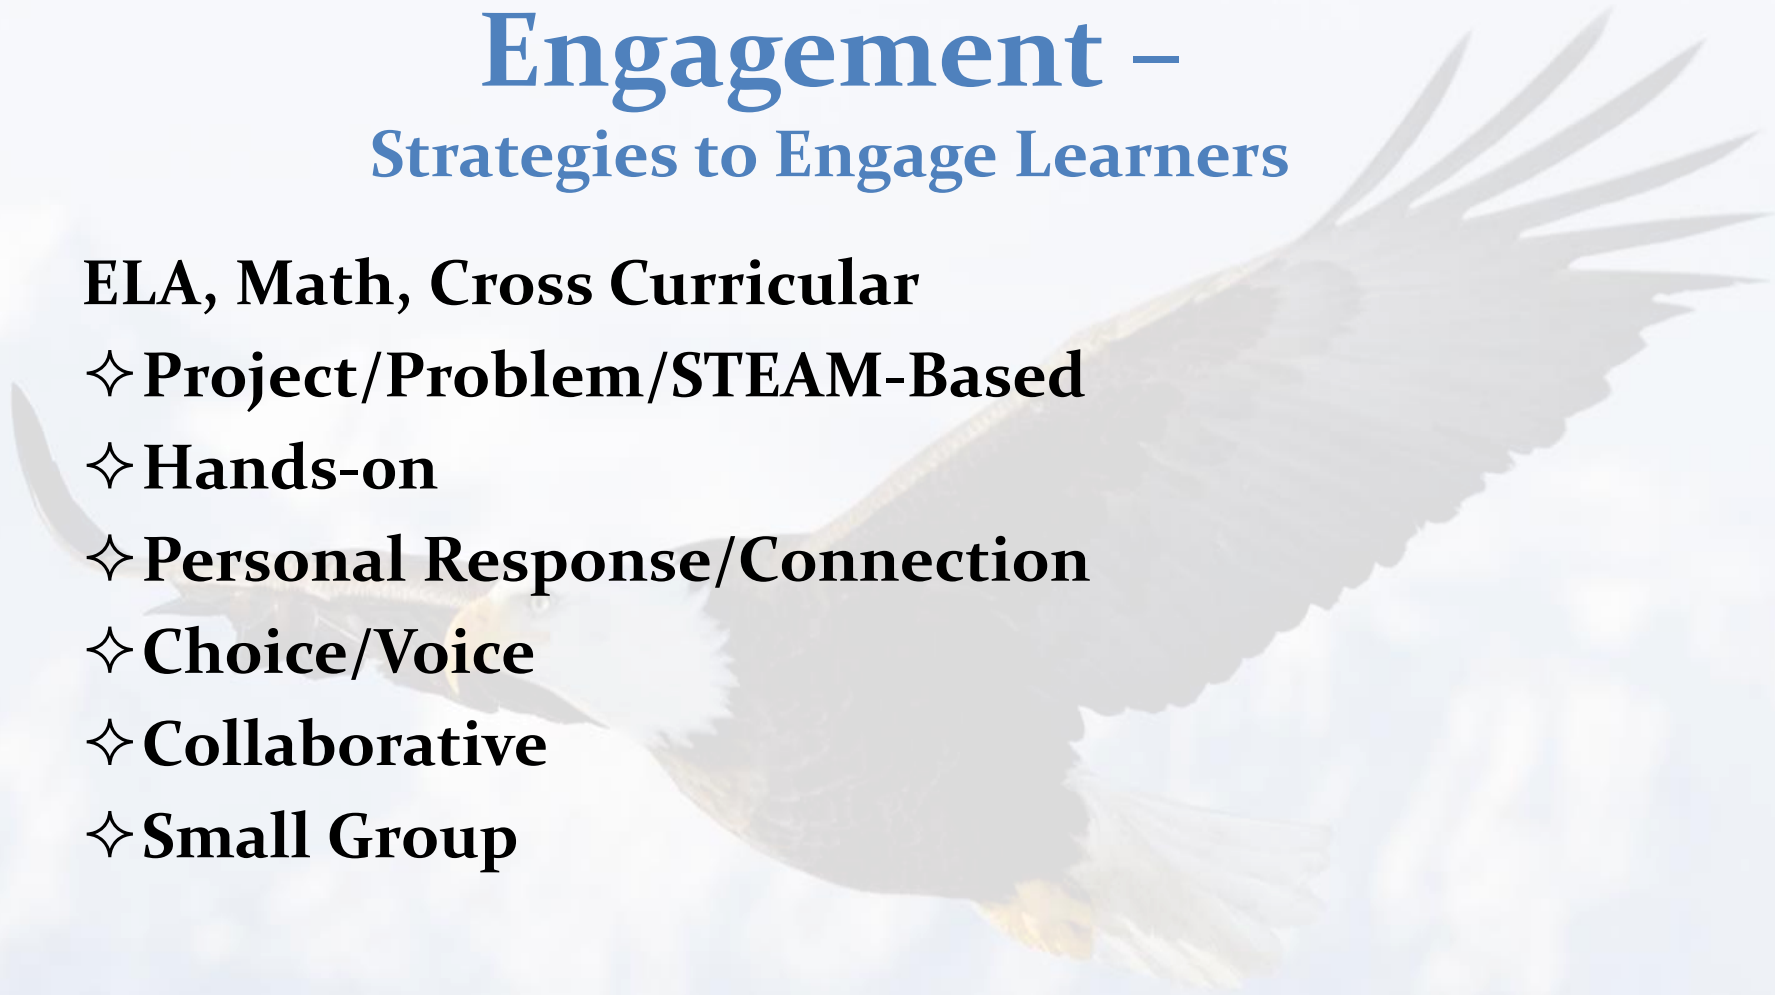 Engagement –
Strategies to Engage Learners
ELA, Math, Cross Curricular
✧Project/Problem/STEAM-Based
✧Hands-on
✧Personal Response/Connection
✧Choice/Voice
✧Collaborative
✧Small Group